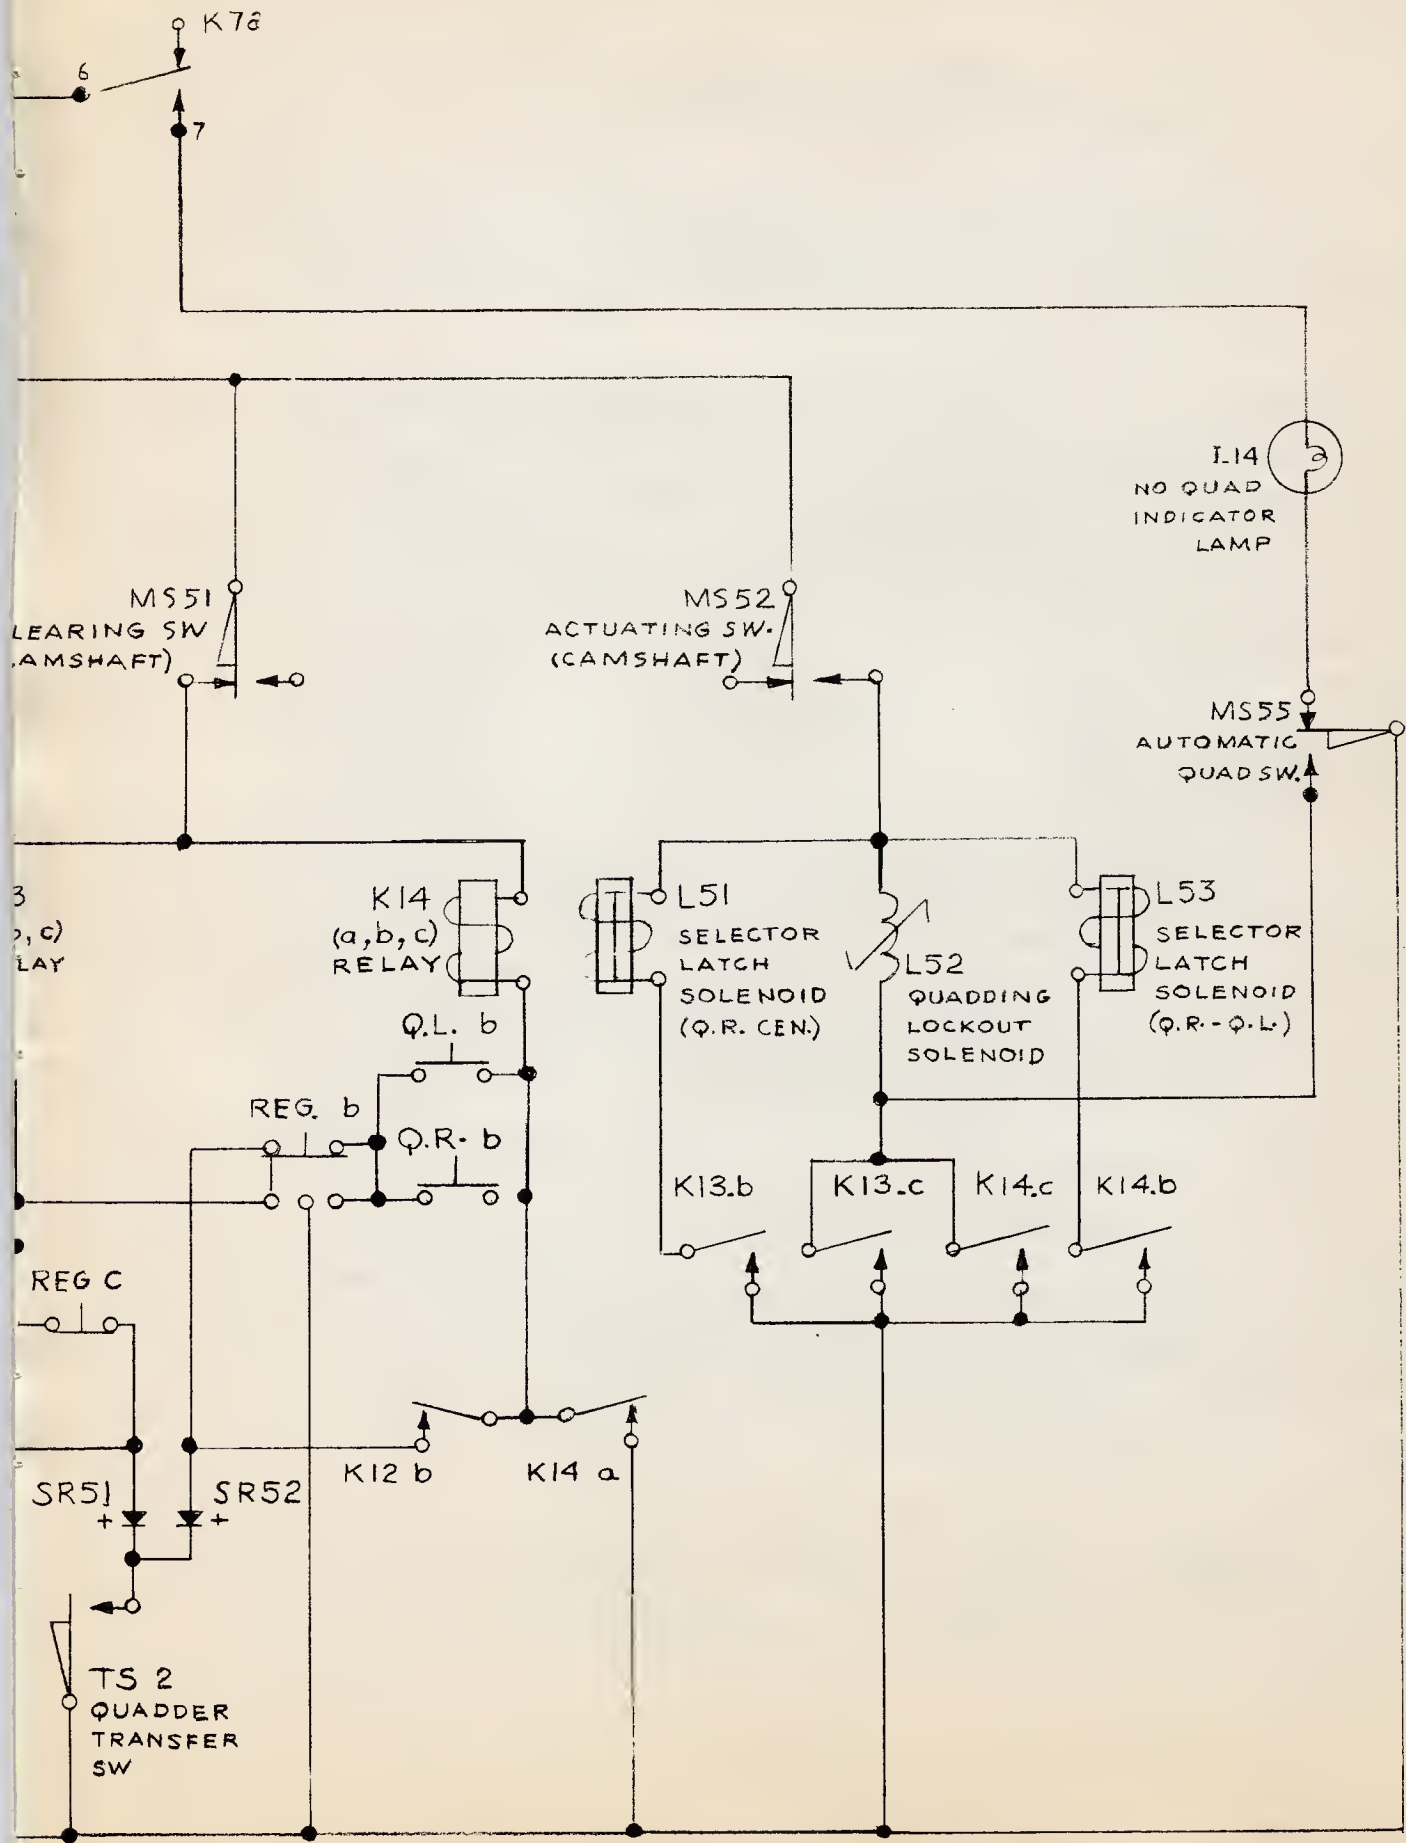 K7a
6
7
I.14
NO QUAD
INDICATOR
LAMP
MS51
LEARING SW
AMSHAFT)
MS52
ACTUATING SW.
(CAMSHAFT)
MS55
AUTOMATIC
QUAD SW.
3
, c)
LAY
K14
(a, b, c)
RELAY
L51
SELECTOR
LATCH
SOLENOID
(Q.R. CEN.)
L52
QUADDING
LOCKOUT
SOLENOID
L53
SELECTOR
LATCH
SOLENOID
(Q.R.-Q.L.)
Q.L. b
REG. b
Q.R. b
K13.b
K13.c
K14.c
K14.b
REG C
K12 b
K14 a
SR51
+
SR52
+
TS 2
QUADDER
TRANSFER
SW